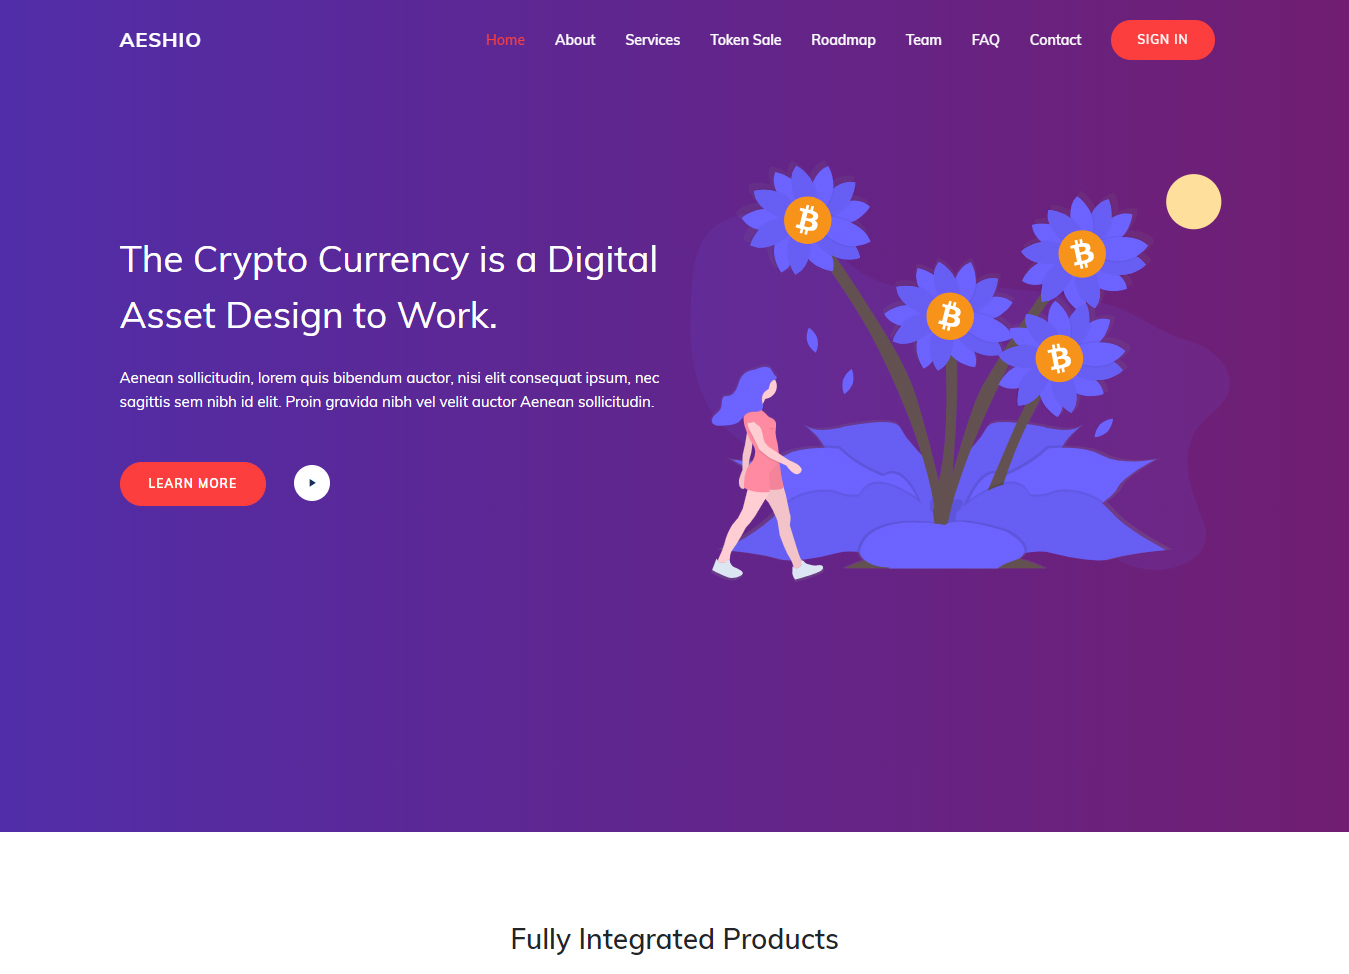 AESHIO
Home About Services Token Sale Roadmap Team FAQ Contact SIGN IN
The Crypto Currency is a Digital
Asset Design to Work.
Aenean sollicitudin, lorem quis bibendum auctor, nisi elit consequat ipsum, nec
sagittis sem nibh id elit. Proin gravida nibh vel velit auctor Aenean sollicitudin.
LEARN MORE
Fully Integrated Products